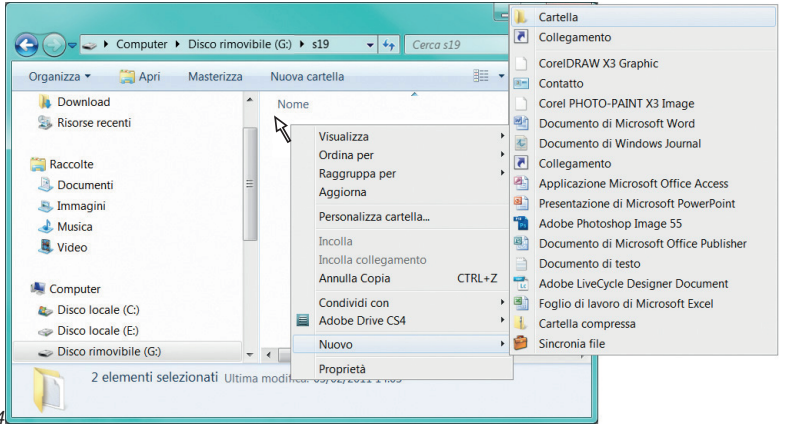 Computer ▸ Disco rimovibile (G:) ▸ s19
Cerca s19
Organizza
Apri
Masterizza
Nuova cartella
Download
Risorse recenti
Raccolte
Documenti
Immagini
Musica
Video
Computer
Disco locale (C:)
Disco locale (E:)
Disco rimovibile (G:)
Nome
Visualizza
Ordina per
Raggruppa per
Aggiorna
Personalizza cartella...
Incolla
Incolla collegamento
Annulla Copia CTRL+Z
Condividi con
Adobe Drive CS4
Nuovo
Proprietà
Cartella
Collegamento
CorelDRAW X3 Graphic
Contatto
Corel PHOTO-PAINT X3 Image
Documento di Microsoft Word
Documento di Windows Journal
Collegamento
Applicazione Microsoft Office Access
Presentazione di Microsoft PowerPoint
Adobe Photoshop Image 55
Documento di Microsoft Office Publisher
Documento di testo
Adobe LiveCycle Designer Document
Foglio di lavoro di Microsoft Excel
Cartella compressa
Sincronia file
2 elementi selezionati Ultima
4